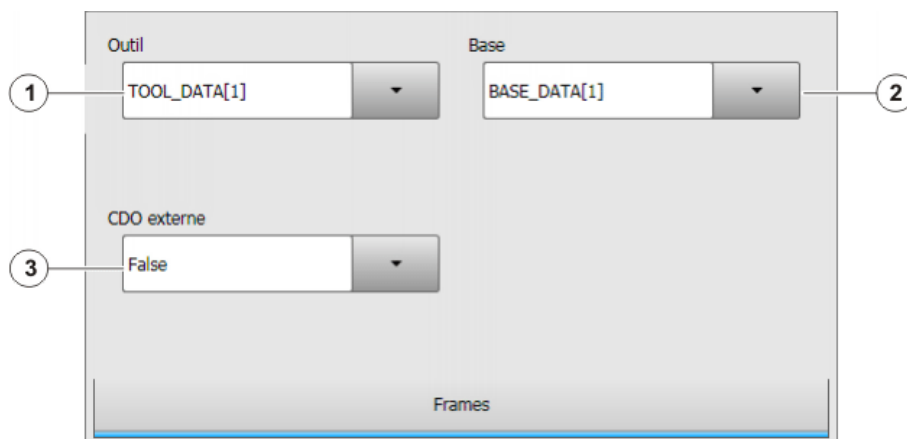 Outil Base
1 TOOL_DATA[1] BASE_DATA[1] 2
CDO externe
3 False
Frames